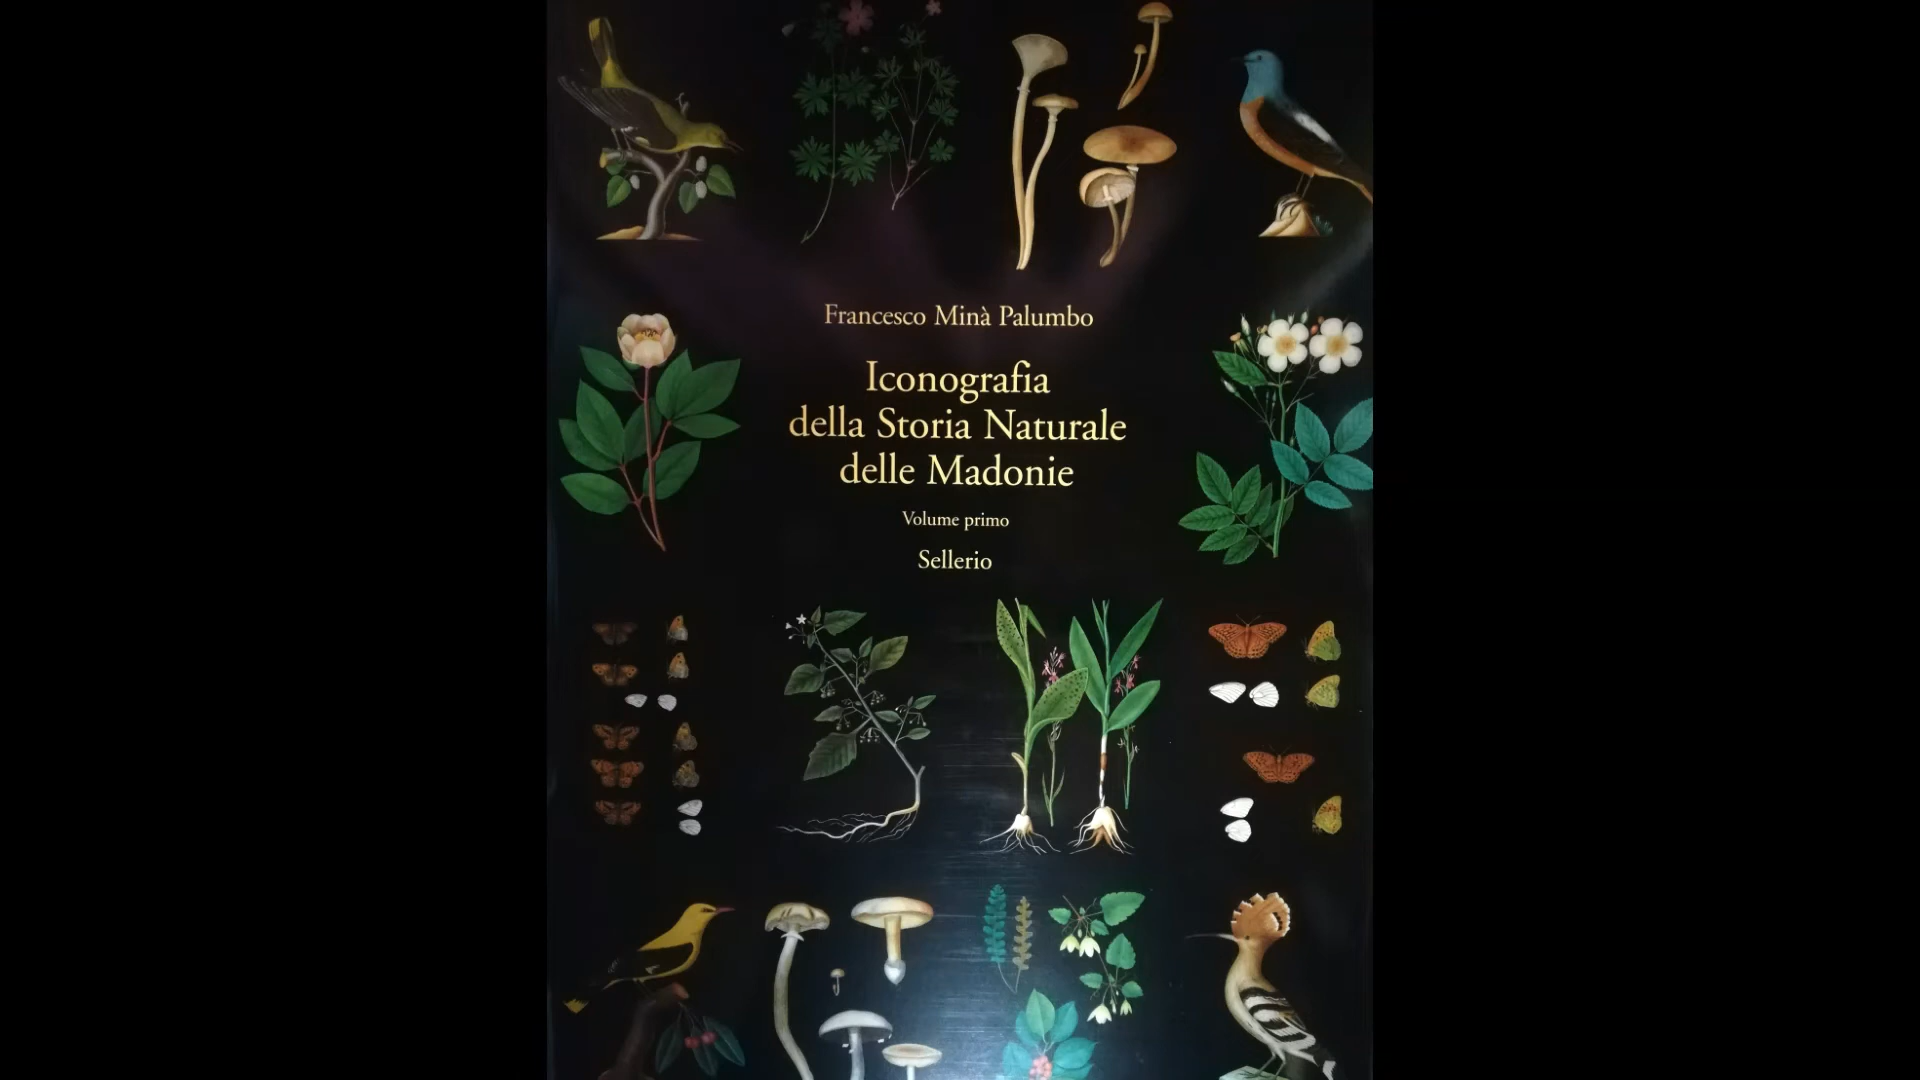 Francesco Minà Palumbo
Iconografia
della Storia Naturale
delle Madonie
Volume primo
Sellerio